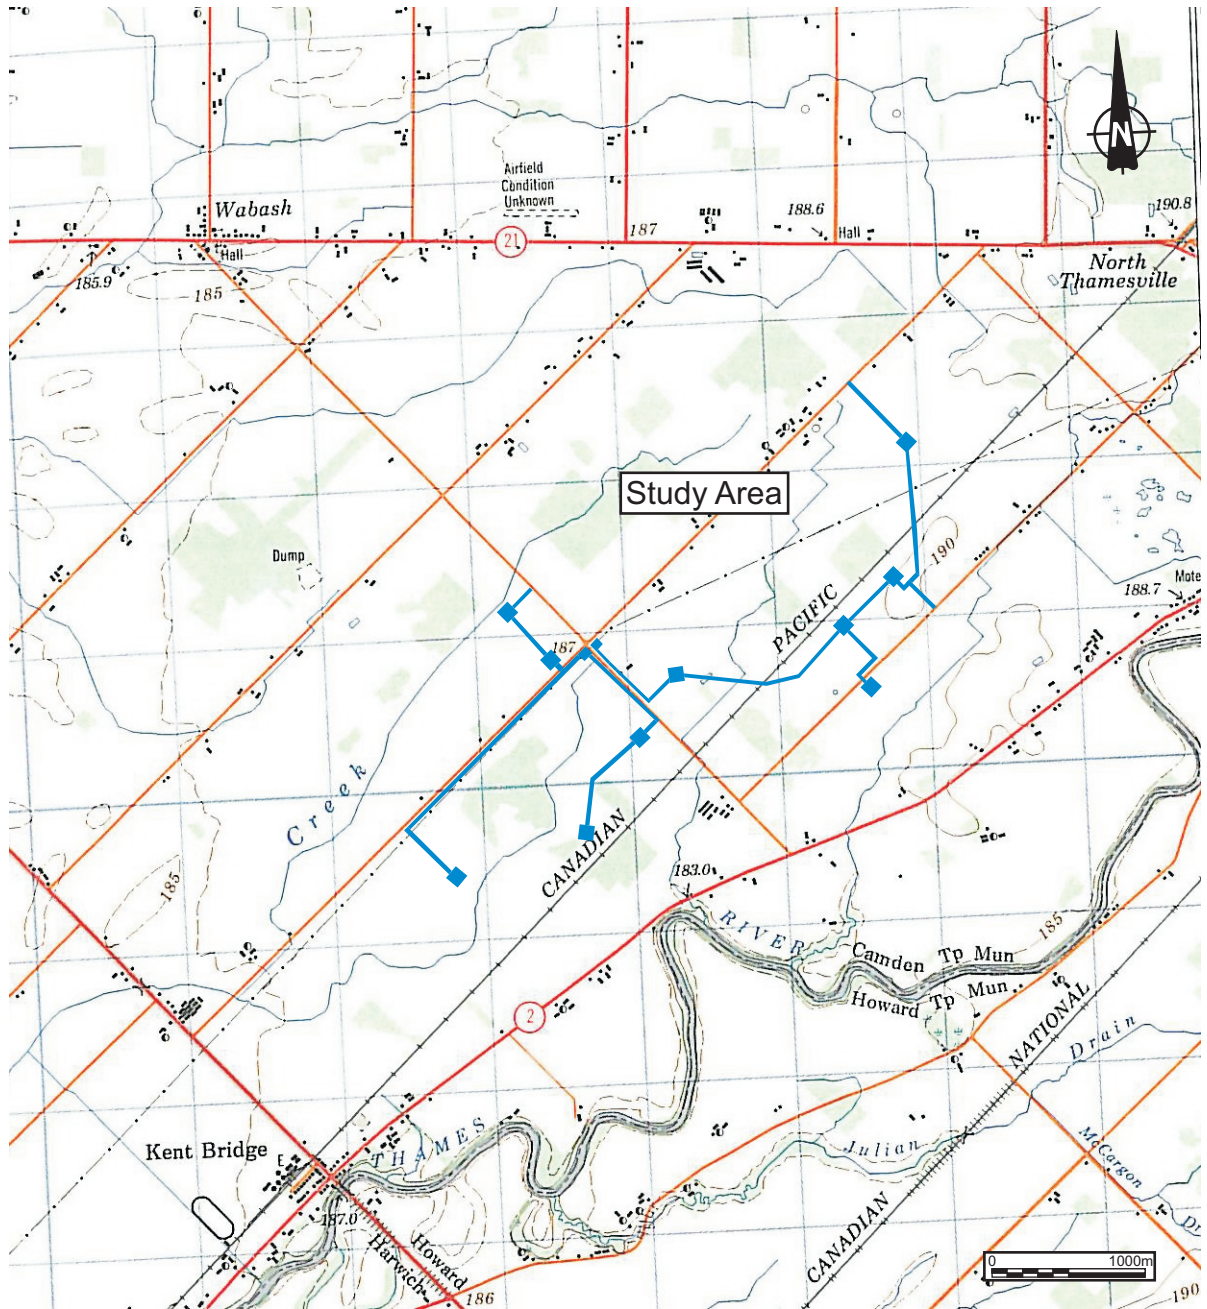 Airfield
Condition
Unknown
N
Wabash
188.6
190.8
187
Hall
21
Hall
185.9
185
North
Thamesville
Study Area
190
Dump
188.7
187
PACIFIC
Creek
CANADIAN
185
183.0
RIVER
185
Camden Tp Mun
Howard Tp Mun
2
NATIONAL
Drain
Kent Bridge
E
THAMES
Julian
McCargon
187.0
Howard
Harwich
CANADIAN
186
0 1000m
190